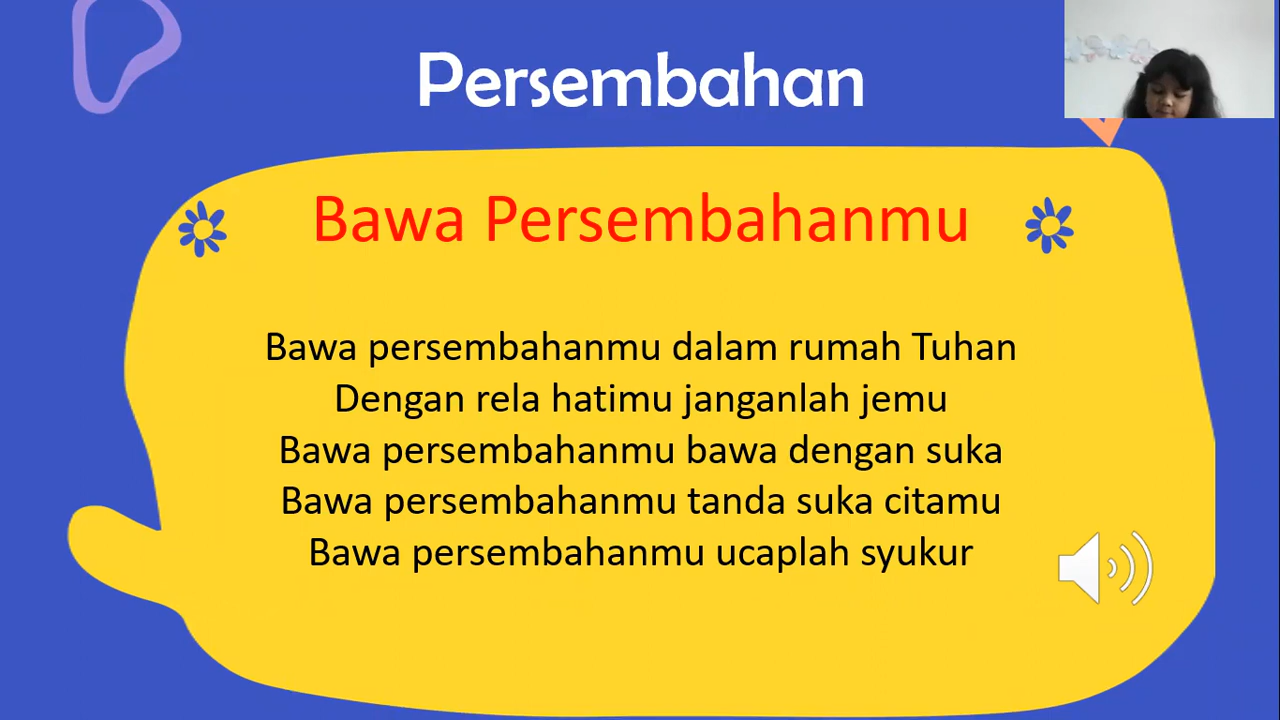 Persembahan
Bawa Persembahanmu
Bawa persembahanmu dalam rumah Tuhan
Dengan rela hatimu janganlah jemu
Bawa persembahanmu bawa dengan suka
Bawa persembahanmu tanda suka citamu
Bawa persembahanmu ucaplah syukur